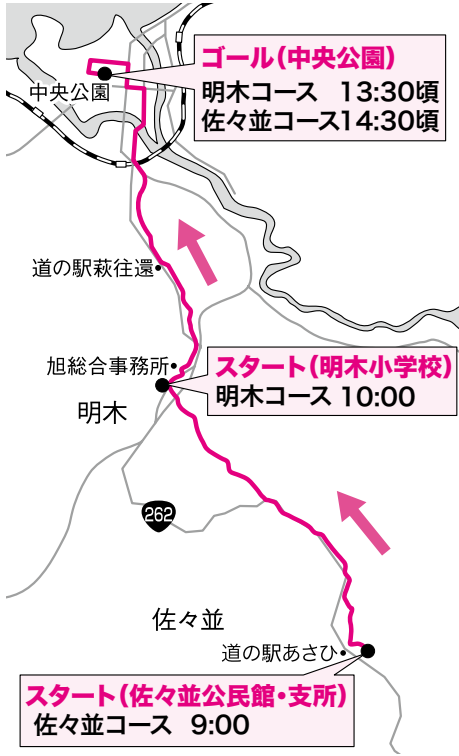 ゴール(中央公園)
明木コース 13:30頃
佐々並コース14:30頃
中央公園
道の駅萩往還
旭総合事務所
スタート(明木小学校)
明木コース 10:00
明木
262
佐々並
道の駅あさひ
スタート(佐々並公民館・支所)
佐々並コース 9:00